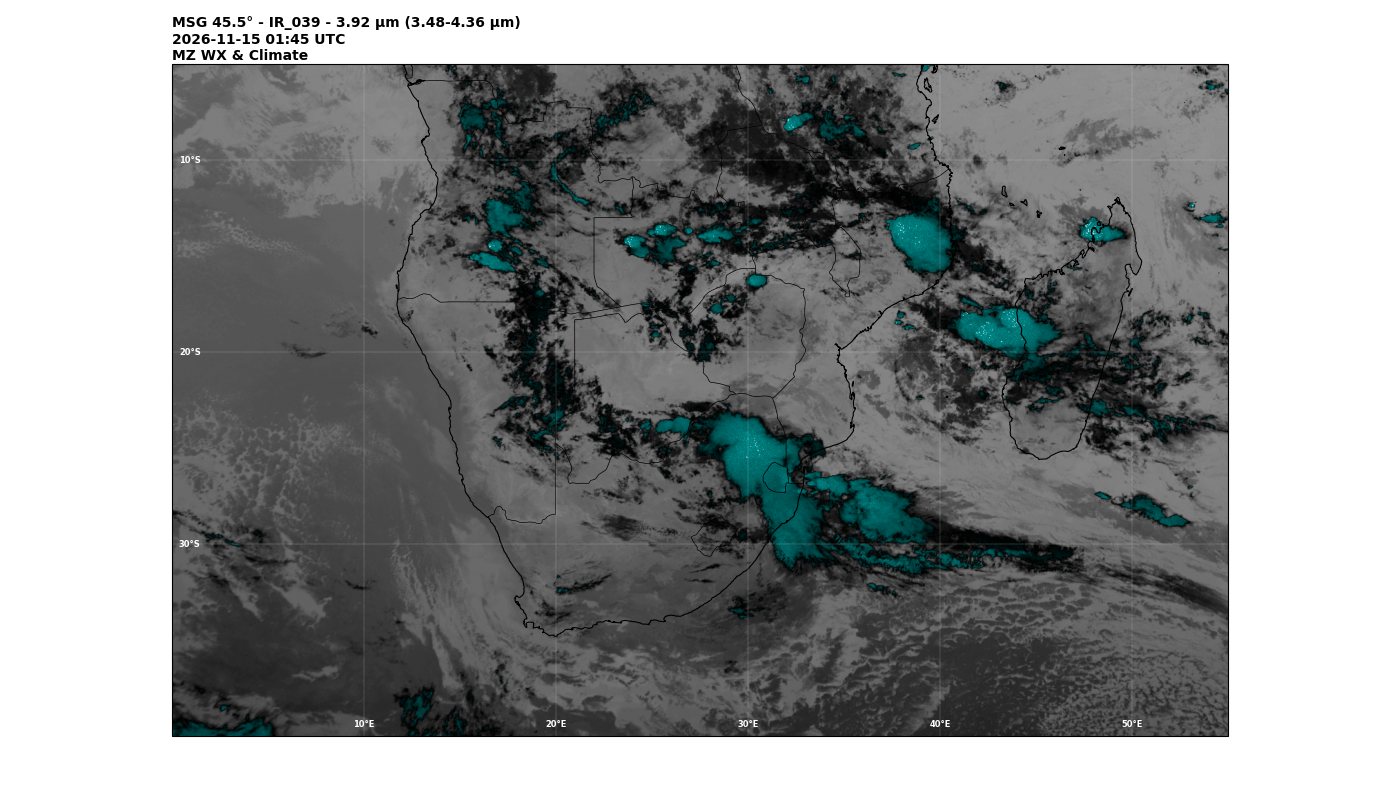 MSG 45.5° - IR_039 - 3.92 µm (3.48-4.36 µm)
2026-11-15 01:45 UTC
MZ WX & Climate
10°S
20°S
30°S
10°E
20°E
30°E
40°E
50°E